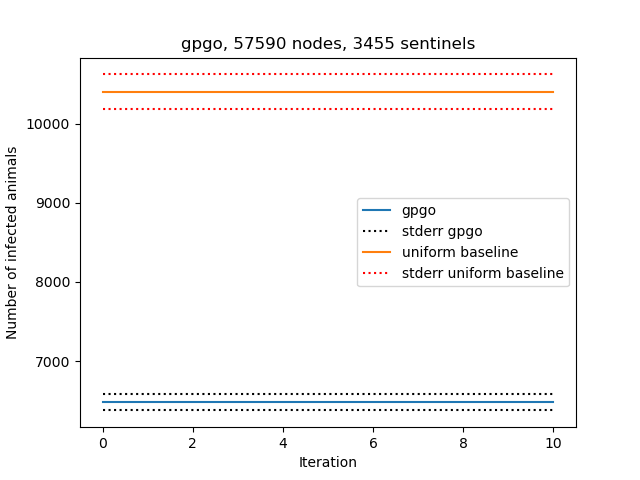 gpgo, 57590 nodes, 3455 sentinels
Number of infected animals
10000
9000
8000
7000
gpgo
stderr gpgo
uniform baseline
stderr uniform baseline
0 2 4 6 8 10
Iteration